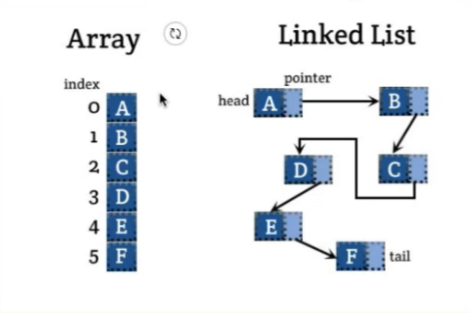 Array
index
0 A
1 B
2 C
3 D
4 E
5 F
Linked List
pointer
head A B
D C
E
F tail